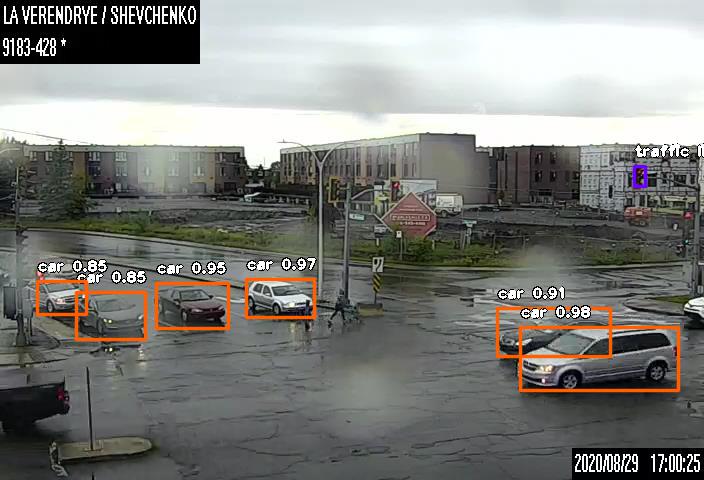 LA VERENDRYE / SHEVCHENKO
9183-428 *
traffic
car 0.85
car 0.85
car 0.95
car 0.97
car 0.91
car 0.98
2020/08/29 17:00:25